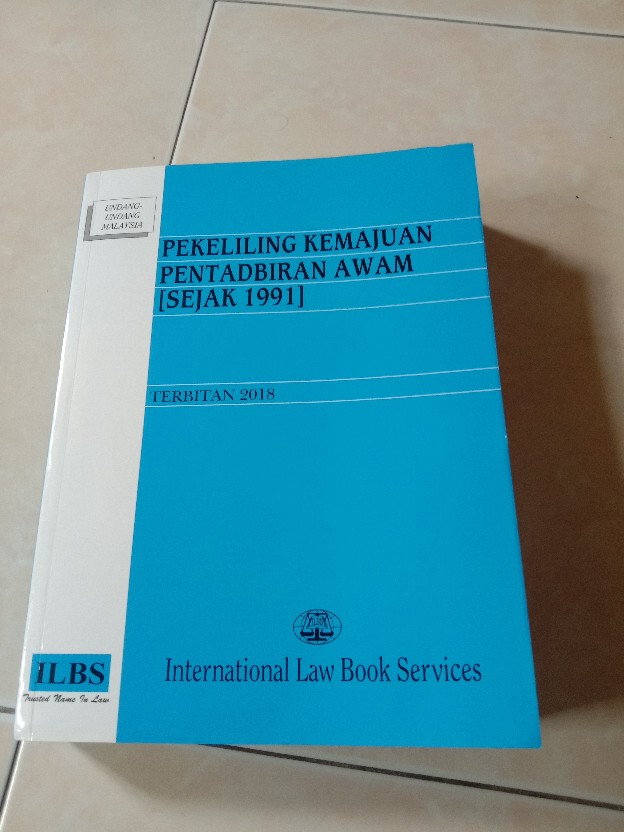 UNDANG-
UNDANG
MALAYSIA
PEKELILING KEMAJUAN
PENTADBIRAN AWAM
[SEJAK 1991]
TERBITAN 2018
International Law Book Services
ILBS
Trusted Name In Law